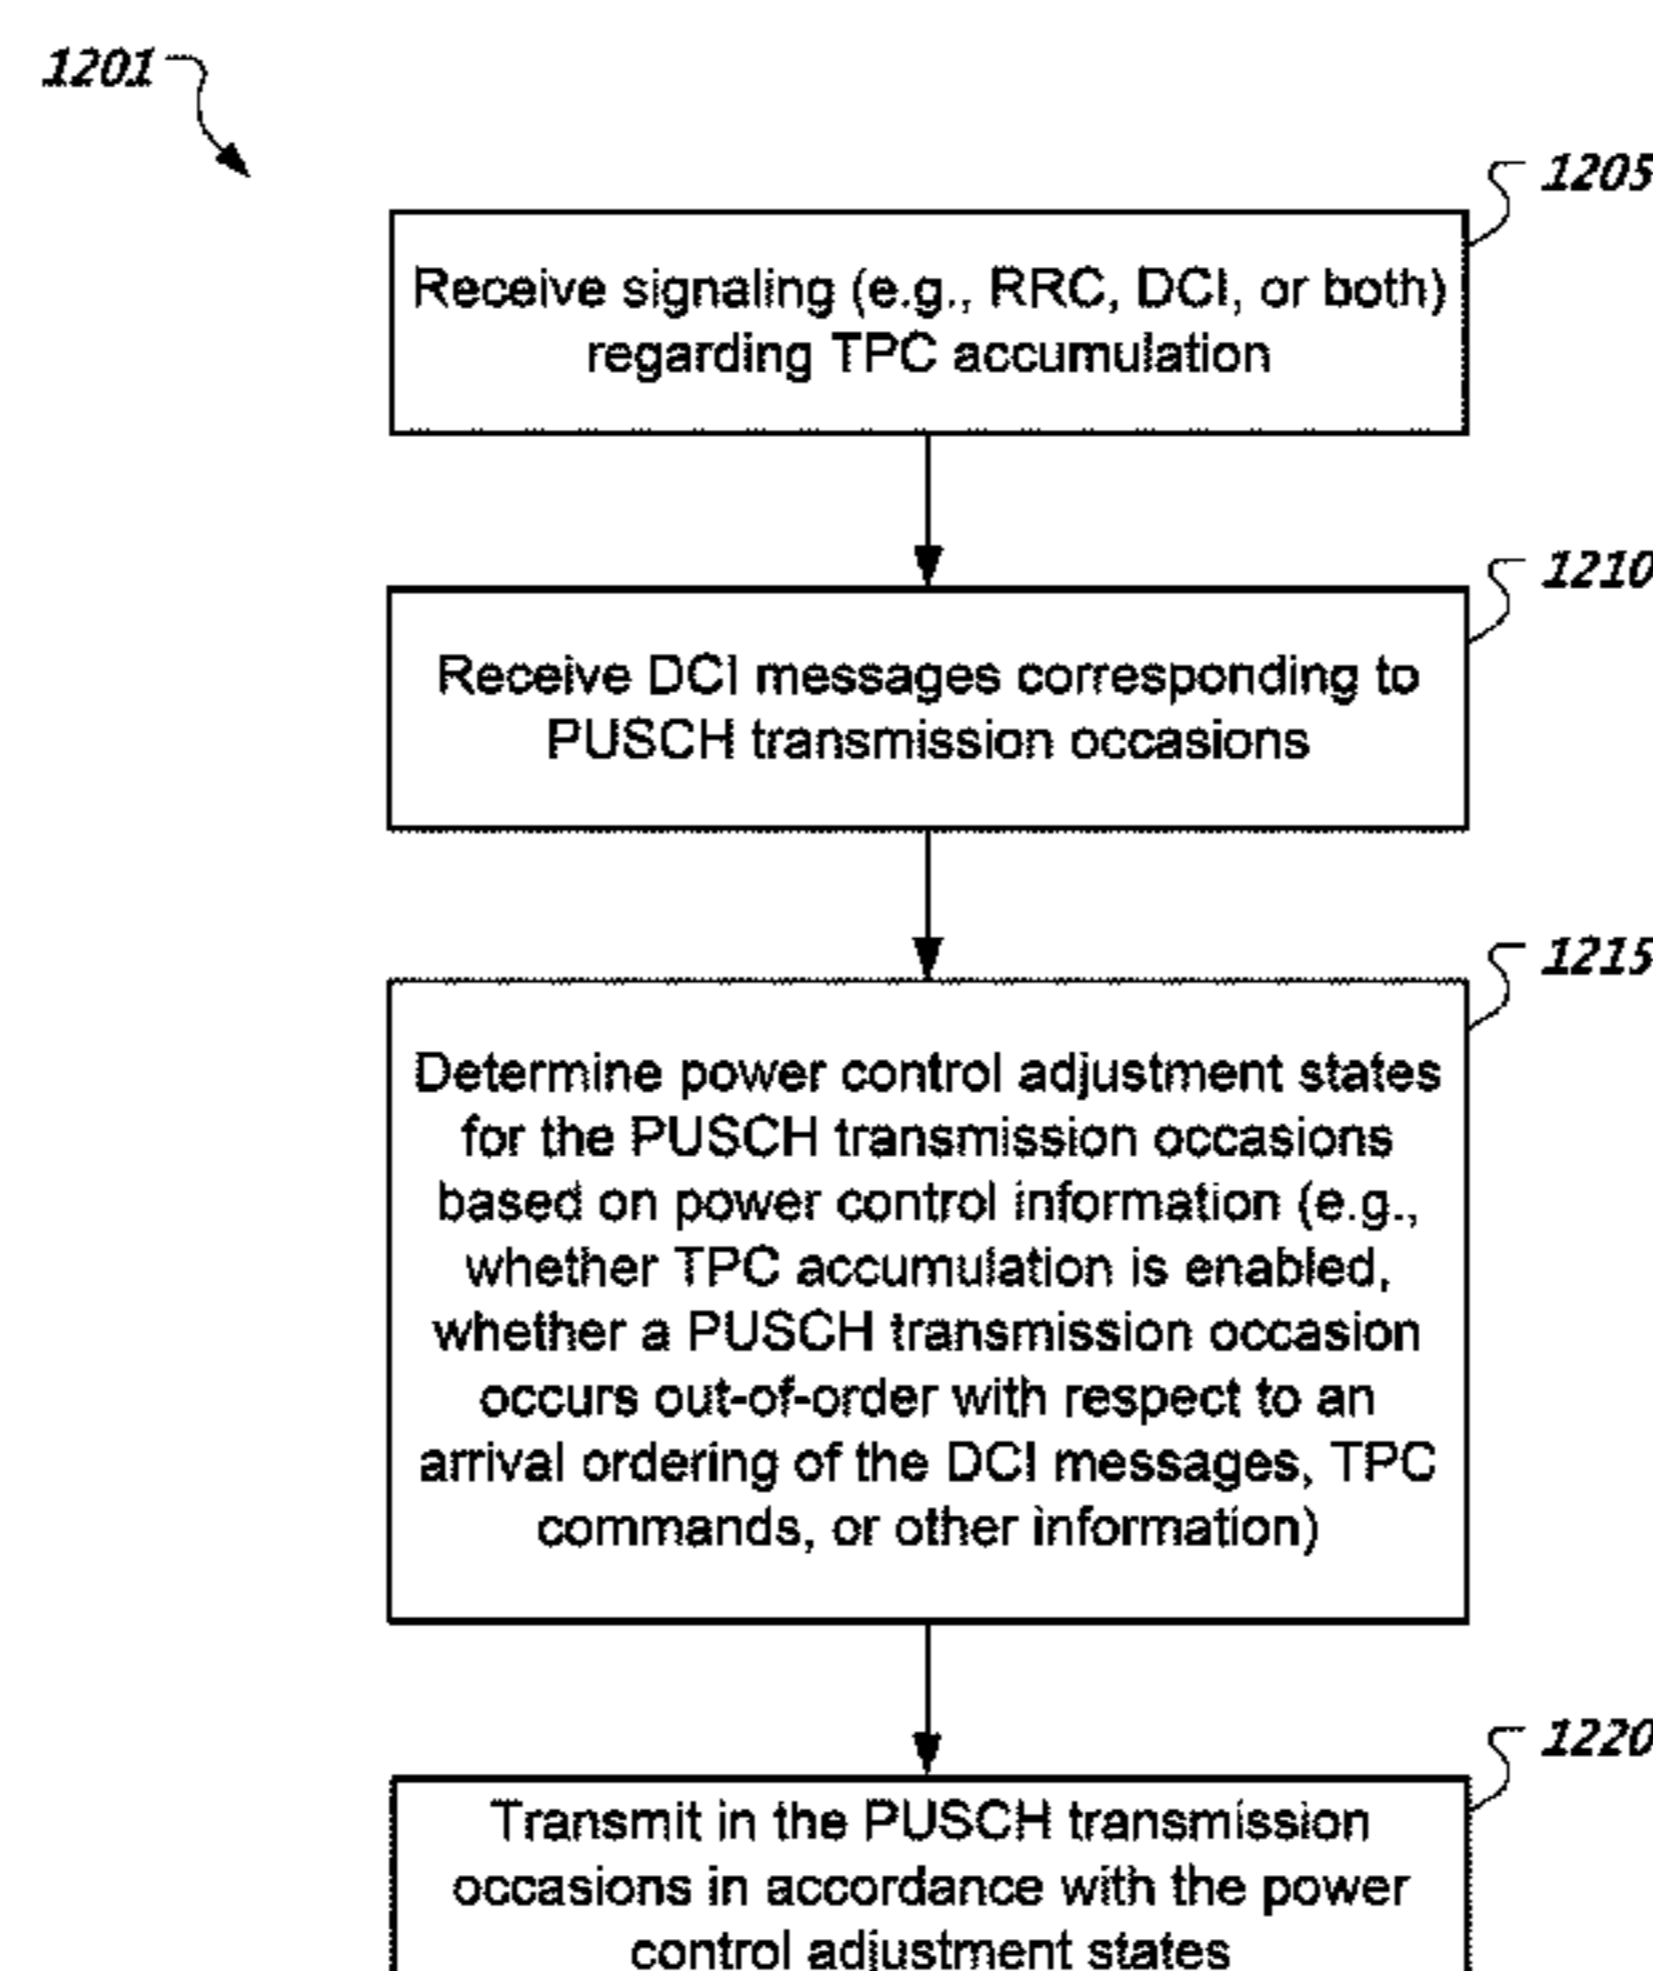 1201
1205
Receive signaling (e.g., RRC, DCI, or both)
regarding TPC accumulation
1210
Receive DCI messages corresponding to
PUSCH transmission occasions
1215
Determine power control adjustment states
for the PUSCH transmission occasions
based on power control information (e.g.,
whether TPC accumulation is enabled,
whether a PUSCH transmission occasion
occurs out-of-order with respect to an
arrival ordering of the DCI messages, TPC
commands, or other information)
1220
Transmit in the PUSCH transmission
occasions in accordance with the power
control adjustment states